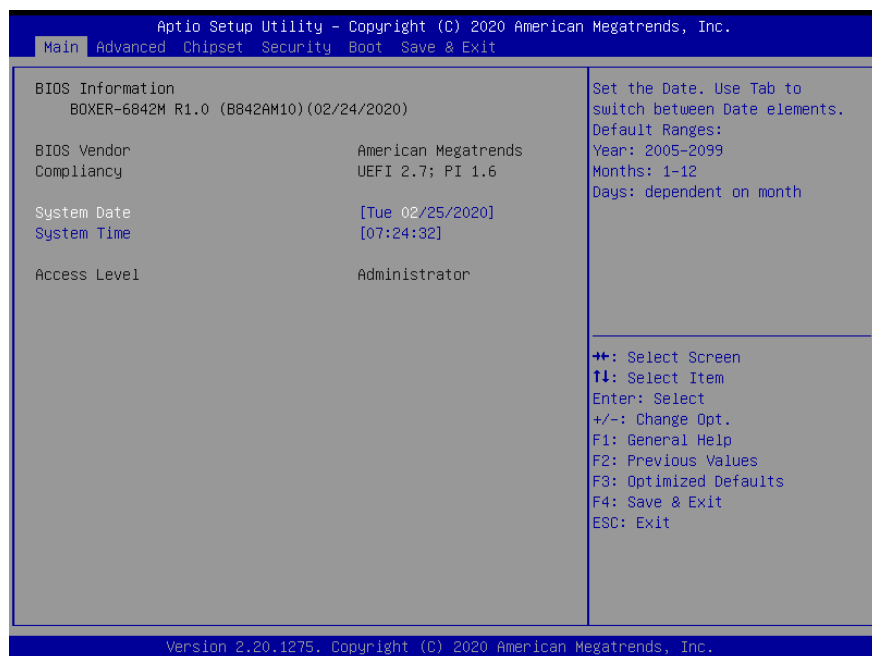 Aptio Setup Utility – Copyright (C) 2020 American Megatrends, Inc.
Main Advanced Chipset Security Boot Save & Exit
BIOS Information
BOXER-6842M R1.0 (B842AM10)(02/24/2020)
BIOS Vendor American Megatrends
Compliancy UEFI 2.7; PI 1.6
System Date [Tue 02/25/2020]
System Time [07:24:32]
Access Level Administrator
Set the Date. Use Tab to
switch between Date elements.
Default Ranges:
Year: 2005-2099
Months: 1-12
Days: dependent on month
→←: Select Screen
↑↓: Select Item
Enter: Select
+/-: Change Opt.
F1: General Help
F2: Previous Values
F3: Optimized Defaults
F4: Save & Exit
ESC: Exit
Version 2.20.1275. Copyright (C) 2020 American Megatrends, Inc.